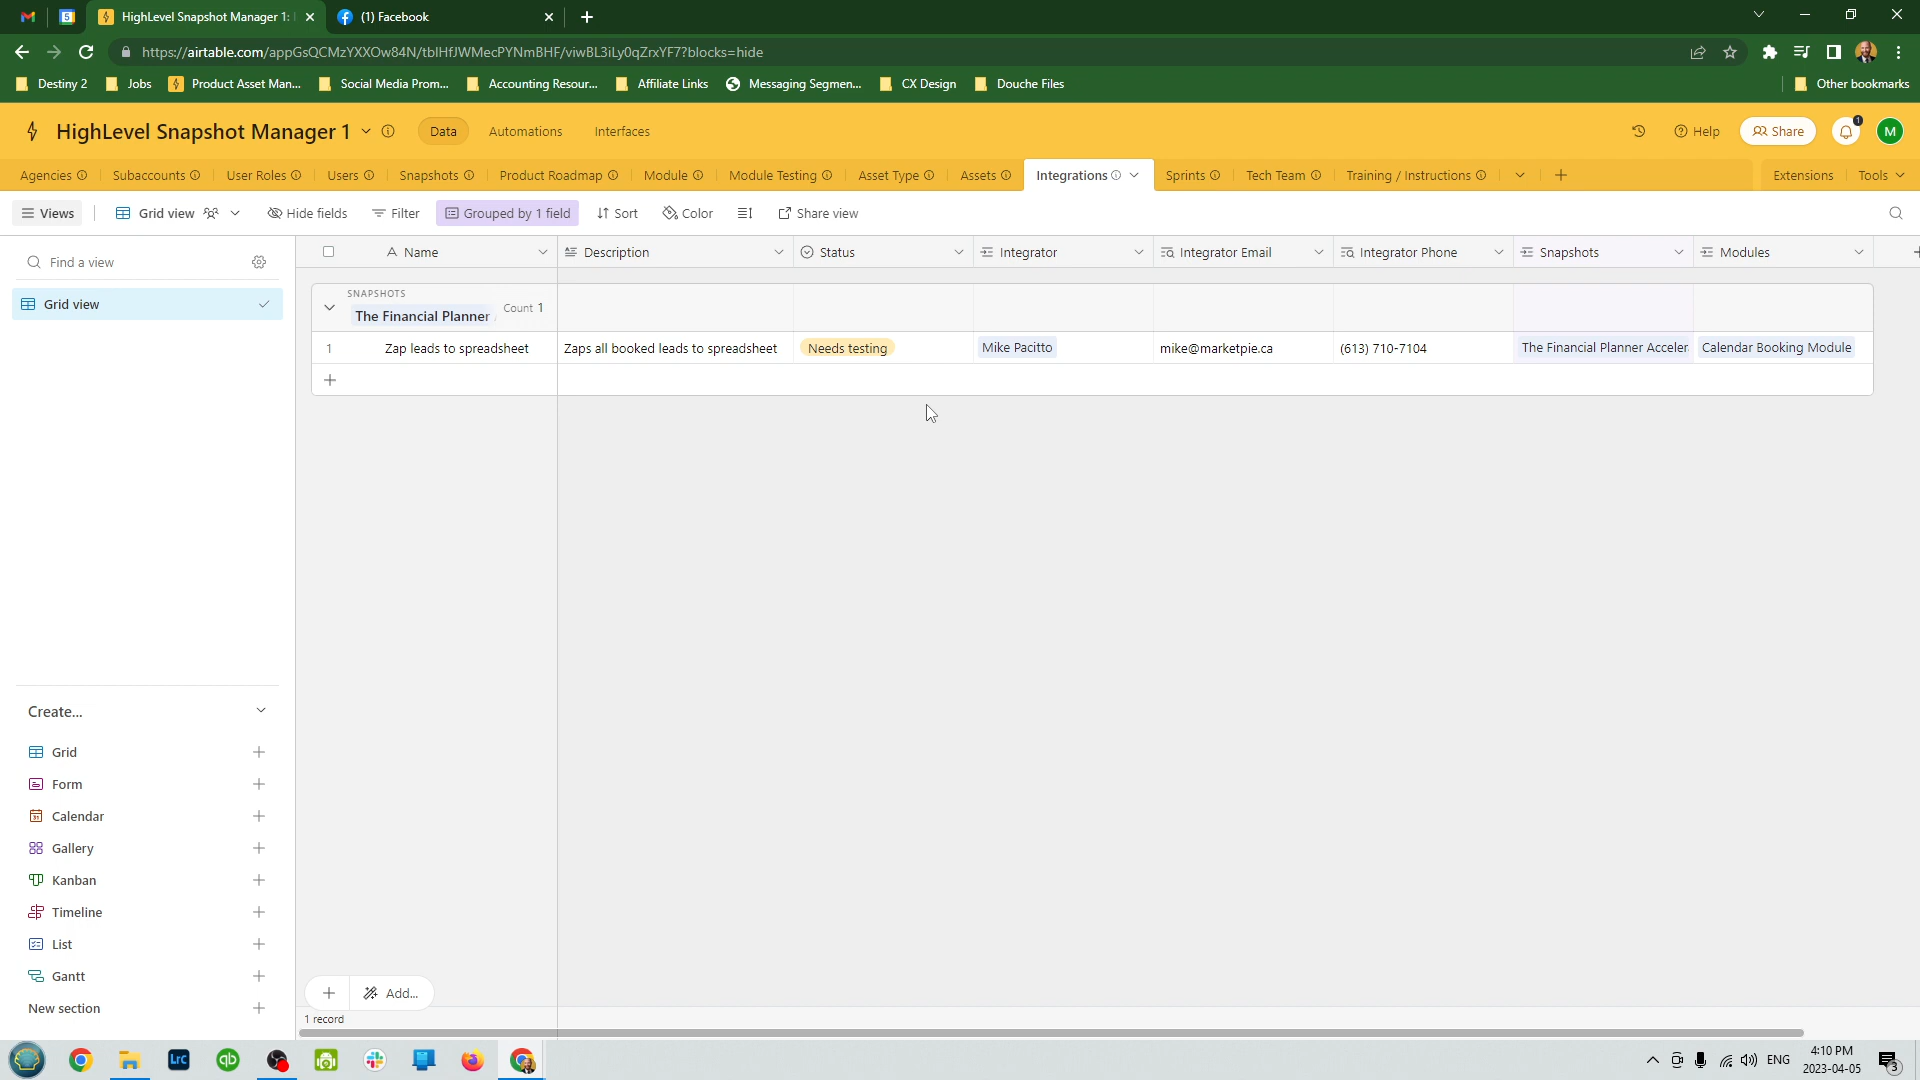 HighLevel Snapshot Manager 1:
(1) Facebook
https://airtable.com/appGsQCMzYXXOw84N/tblHfJWMecPYNmBHF/viwBL3iLy0qZrxYF7?blocks=hide
Destiny 2 Jobs Product Asset Man... Social Media Prom... Accounting Resour... Affiliate Links Messaging Segmen... CX Design Douche Files Other bookmarks
HighLevel Snapshot Manager 1 Data Automations Interfaces Help Share 1 M
Agencies Subaccounts User Roles Users Snapshots Product Roadmap Module Module Testing Asset Type Assets Integrations Sprints Tech Team Training / Instructions Extensions Tools
Views Grid view Hide fields Filter Grouped by 1 field Sort Color Share view
Find a view
Grid view
Name Description Status Integrator Integrator Email Integrator Phone Snapshots Modules
SNAPSHOTS
The Financial Planner Count 1
1 Zap leads to spreadsheet Zaps all booked leads to spreadsheet Needs testing Mike Pacitto mike@marketpie.ca (613) 710-7104 The Financial Planner Acceler Calendar Booking Module
Create...
Grid
Form
Calendar
Gallery
Kanban
Timeline
List
Gantt
New section
Add...
1 record
Lrc
qb
ENG
4:10 PM
2023-04-05
3